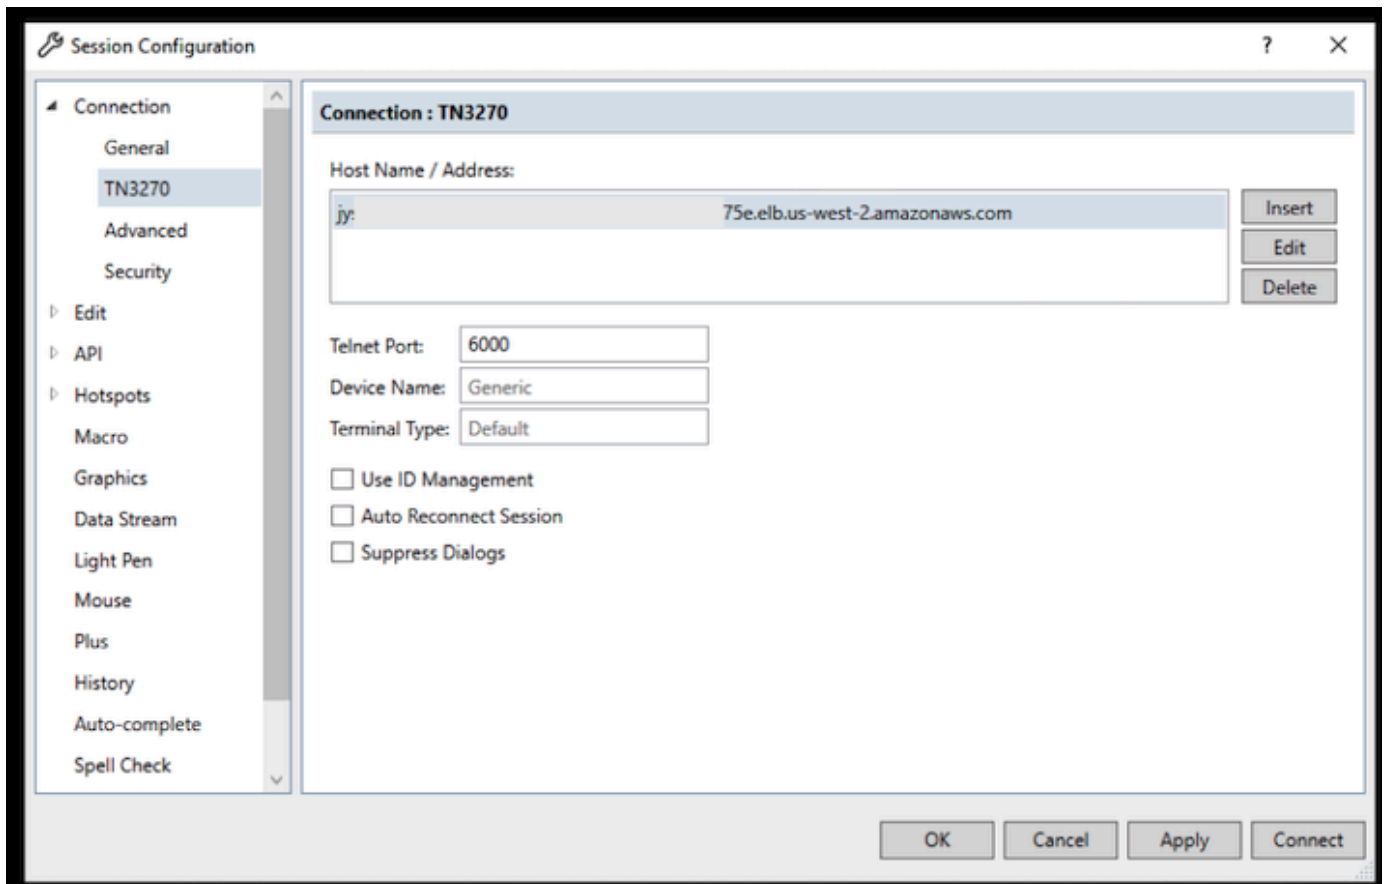 Session Configuration
?
Connection
General
TN3270
Advanced
Security
Edit
API
Hotspots
Macro
Graphics
Data Stream
Light Pen
Mouse
Plus
History
Auto-complete
Spell Check
Connection : TN3270
Host Name / Address:
jy: 75e.elb.us-west-2.amazonaws.com
Insert
Edit
Delete
Telnet Port: 6000
Device Name: Generic
Terminal Type: Default
Use ID Management
Auto Reconnect Session
Suppress Dialogs
OK Cancel Apply Connect